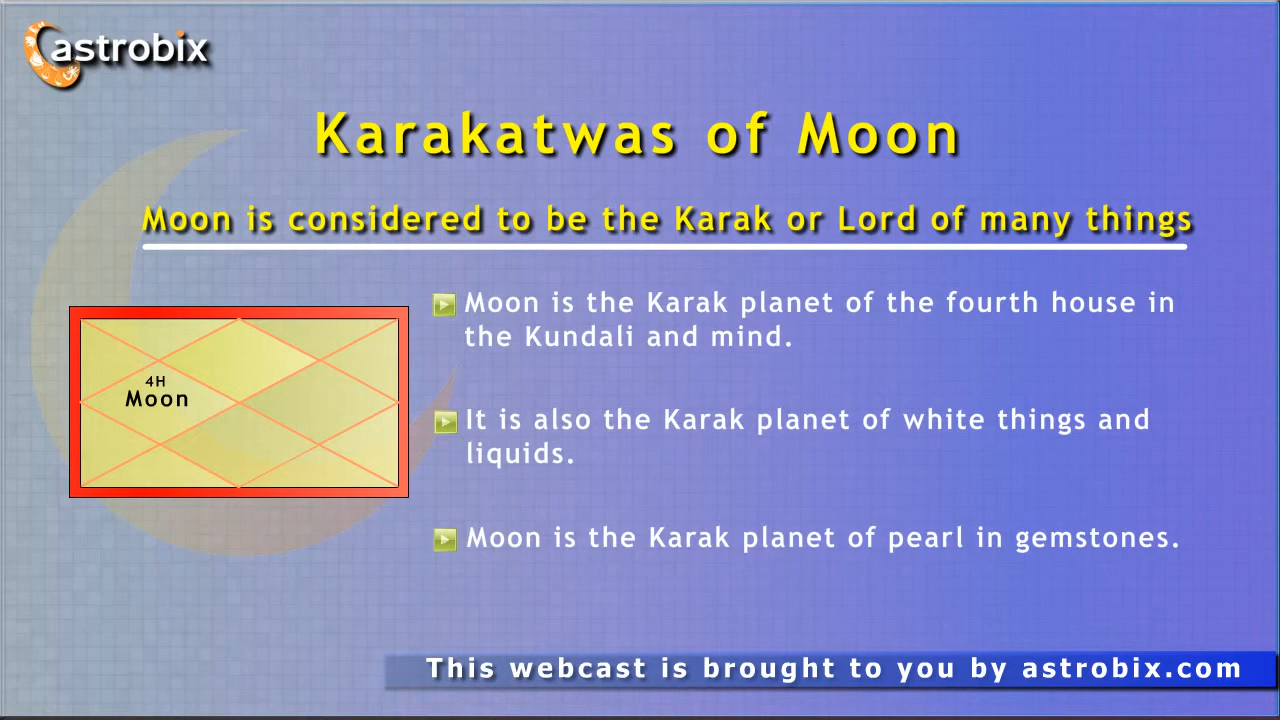 astrobix
Karakatwas of Moon
Moon is considered to be the Karak or Lord of many things
Moon is the Karak planet of the fourth house in
the Kundali and mind.
4H
Moon
It is also the Karak planet of white things and
liquids.
Moon is the Karak planet of pearl in gemstones.
This webcast is brought to you by astrobix.com